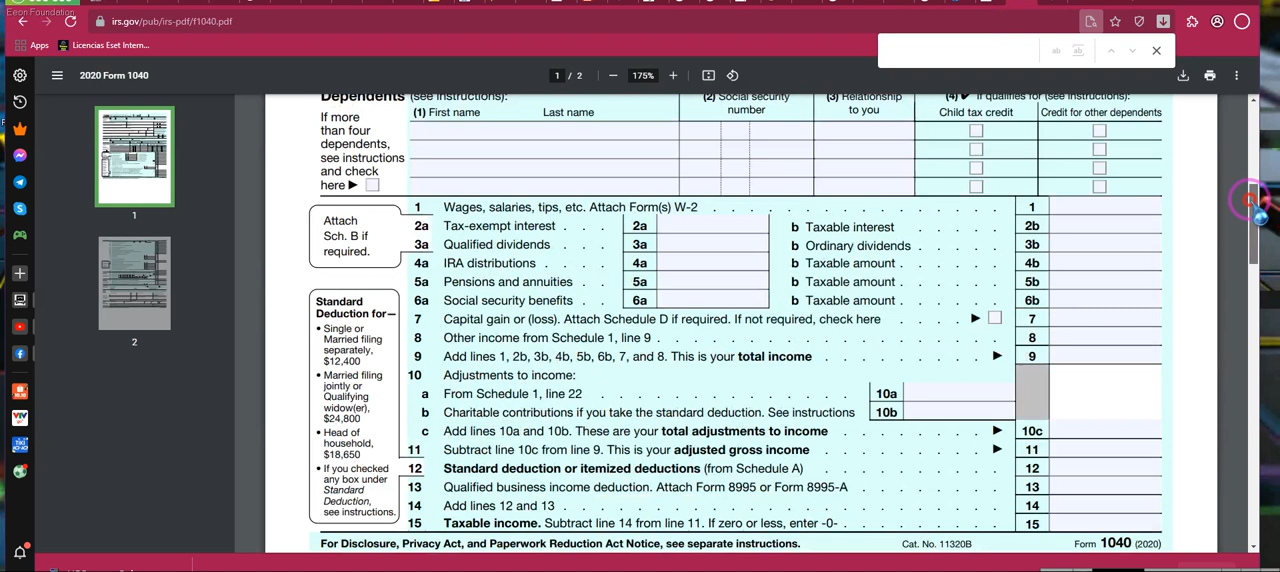 Eeon Foundation
irs.gov/pub/irs-pdf/f1040.pdf
Apps Licencias Eset Intern...
2020 Form 1040 1 / 2 175%
Dependents (see instructions): (2) Social security (3) Relationship (4) ✔ if qualifies for (see instructions):
(1) First name Last name number to you Child tax credit Credit for other dependents
If more
than four
dependents,
see instructions
and check
here ▶
1 Wages, salaries, tips, etc. Attach Form(s) W-2 . . . . . . . . . . . . . . . . 1
Attach
Sch. B if
required.
2a Tax-exempt interest . . . 2a b Taxable interest . . . . . 2b
3a Qualified dividends . . . 3a b Ordinary dividends . . . . . 3b
4a IRA distributions . . . 4a b Taxable amount . . . . . . 4b
5a Pensions and annuities . . 5a b Taxable amount . . . . . . 5b
6a Social security benefits . . 6a b Taxable amount . . . . . . 6b
Standard
Deduction for—
• Single or
Married filing
separately,
$12,400
• Married filing
jointly or
Qualifying
widow(er),
$24,800
• Head of
household,
$18,650
• If you checked
any box under
Standard
Deduction,
see instructions.
7 Capital gain or (loss). Attach Schedule D if required. If not required, check here . . . . ▶ 7
8 Other income from Schedule 1, line 9 . . . . . . . . . . . . . . . . . 8
9 Add lines 1, 2b, 3b, 4b, 5b, 6b, 7, and 8. This is your total income . . . . . . . . . ▶ 9
10 Adjustments to income:
a From Schedule 1, line 22 . . . . . . . . . . . . 10a
b Charitable contributions if you take the standard deduction. See instructions 10b
c Add lines 10a and 10b. These are your total adjustments to income . . . . . . . . ▶ 10c
11 Subtract line 10c from line 9. This is your adjusted gross income . . . . . . . . . ▶ 11
12 Standard deduction or itemized deductions (from Schedule A) . . . . . . . . . . 12
13 Qualified business income deduction. Attach Form 8995 or Form 8995-A . . . . . . . . 13
14 Add lines 12 and 13 . . . . . . . . . . . . . . . . . . . . . 14
15 Taxable income. Subtract line 14 from line 11. If zero or less, enter -0- . . . . . . . . . 15
For Disclosure, Privacy Act, and Paperwork Reduction Act Notice, see separate instructions. Cat. No. 11320B Form 1040 (2020)
1
2